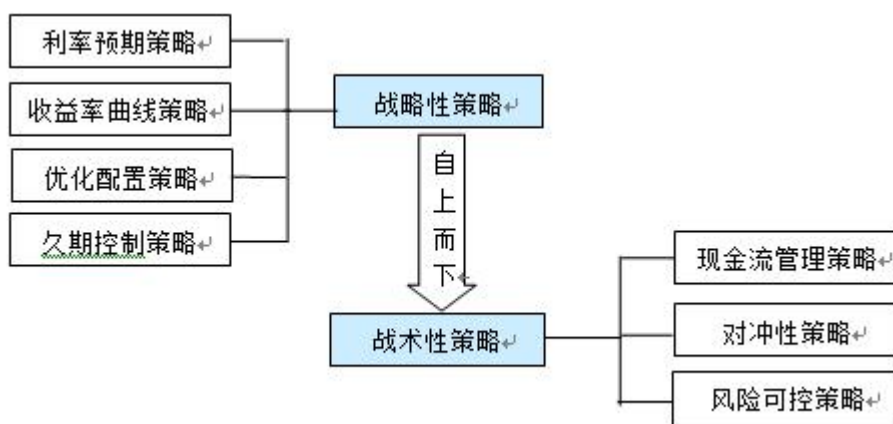 利率预期策略
收益率曲线策略
战略性策略
优化配置策略
久期控制策略
自上而下
现金流管理策略
战术性策略
对冲性策略
风险可控策略